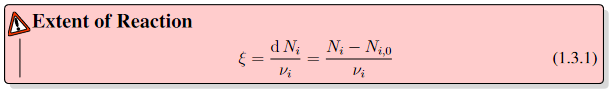 Extent of Reaction
ξ = d N_i / ν_i = (N_i − N_{i,0}) / ν_i (1.3.1)